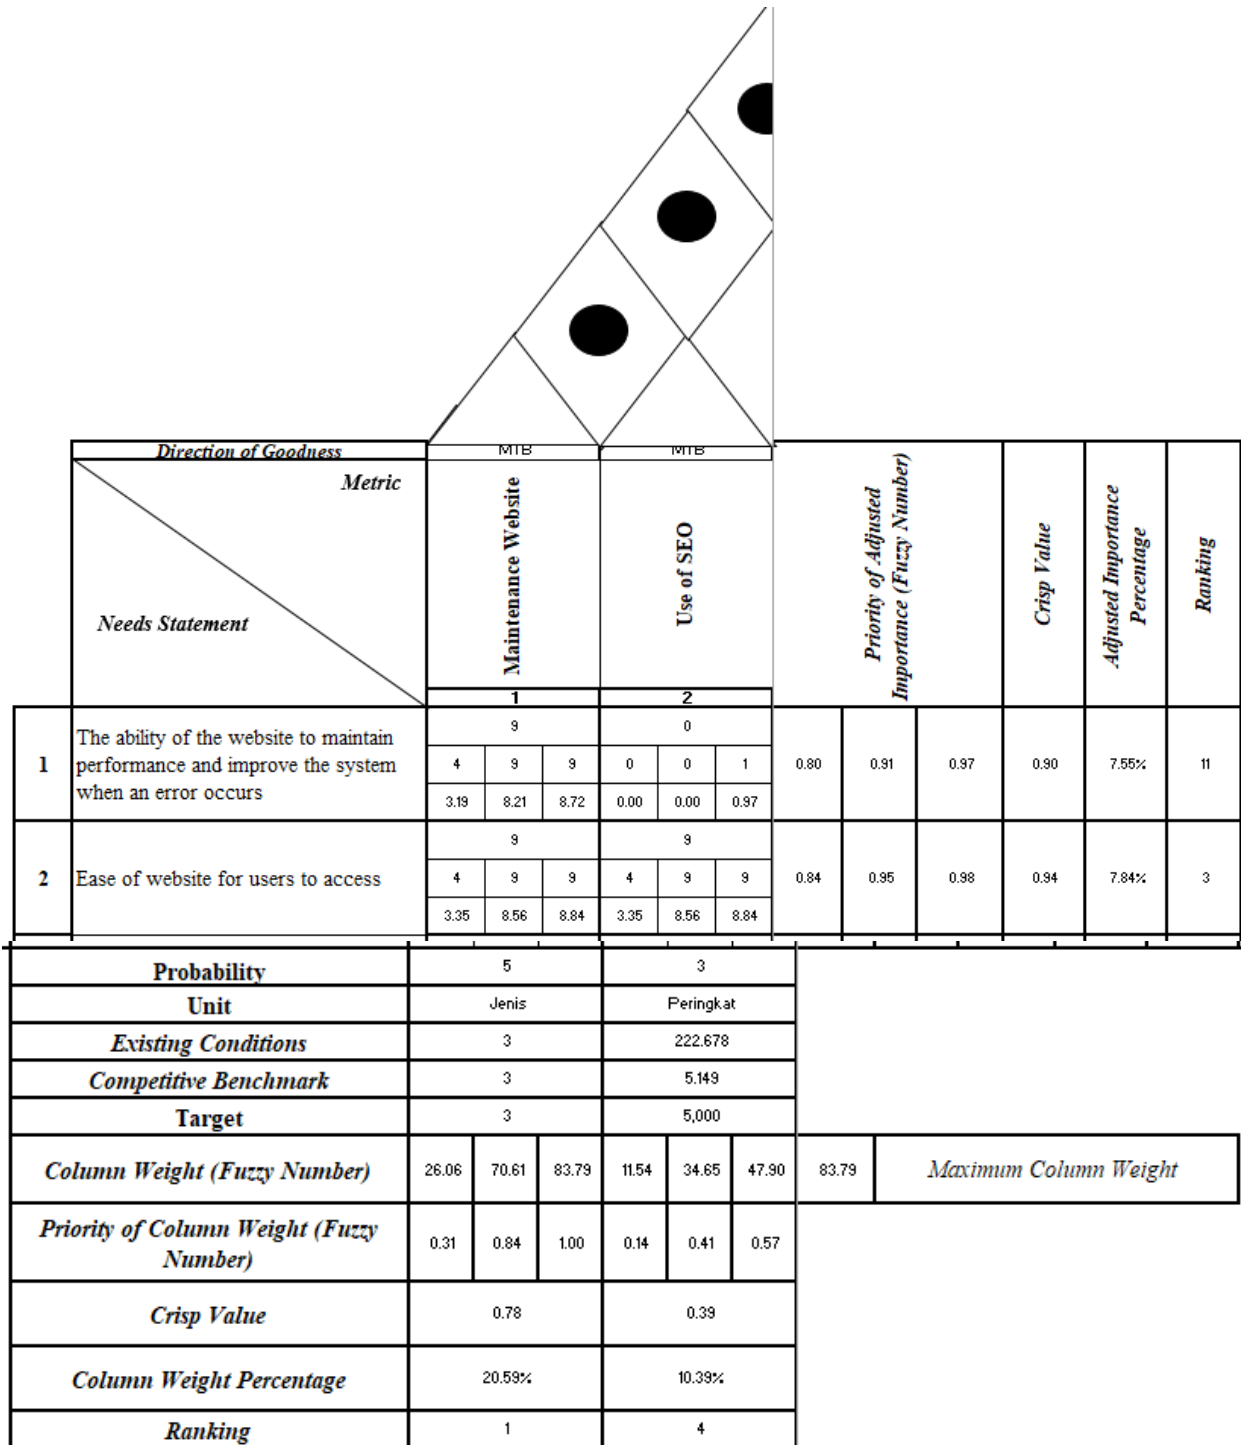 Direction of Goodness
MTB
MTB
Metric
Needs Statement
Maintenance Website
Use of SEO
Priority of Adjusted
Importance (Fuzzy Number)
Crisp Value
Adjusted Importance
Percentage
Ranking
1
2
1
The ability of the website to maintain
performance and improve the system
when an error occurs
9
0
4 9 9 0 0 1
3.19 8.21 8.72 0.00 0.00 0.97
0.80 0.91 0.97 0.90 7.55% 11
2
Ease of website for users to access
9
9
4 9 9 4 9 9
3.35 8.56 8.84 3.35 8.56 8.84
0.84 0.95 0.98 0.94 7.84% 3
Probability 5 3
Unit Jenis Peringkat
Existing Conditions 3 222.678
Competitive Benchmark 3 5.149
Target 3 5,000
Column Weight (Fuzzy Number) 26.06 70.61 83.79 11.54 34.65 47.90 83.79 Maximum Column Weight
Priority of Column Weight (Fuzzy
Number)
0.31 0.84 1.00 0.14 0.41 0.57
Crisp Value 0.78 0.39
Column Weight Percentage 20.59% 10.39%
Ranking 1 4